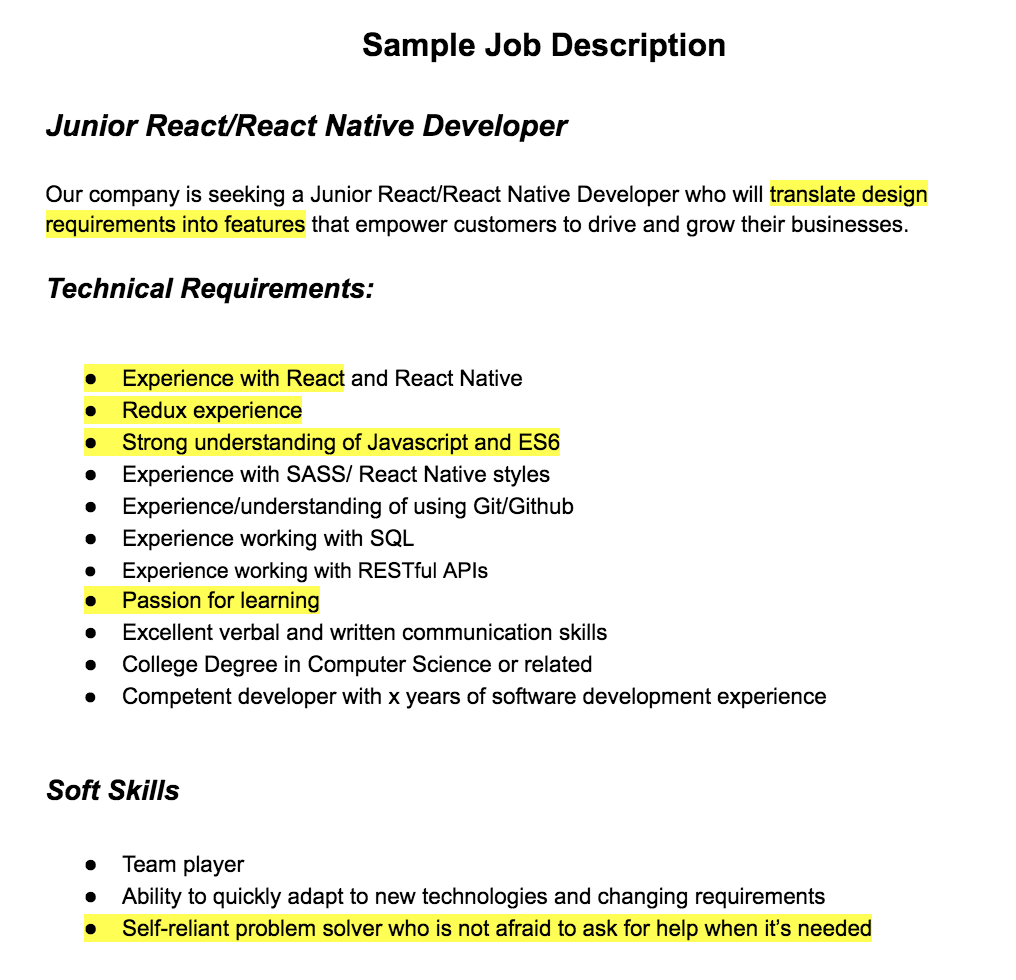 Sample Job Description
Junior React/React Native Developer
Our company is seeking a Junior React/React Native Developer who will translate design
requirements into features that empower customers to drive and grow their businesses.
Technical Requirements:
● Experience with React and React Native
● Redux experience
● Strong understanding of Javascript and ES6
● Experience with SASS/ React Native styles
● Experience/understanding of using Git/Github
● Experience working with SQL
● Experience working with RESTful APIs
● Passion for learning
● Excellent verbal and written communication skills
● College Degree in Computer Science or related
● Competent developer with x years of software development experience
Soft Skills
● Team player
● Ability to quickly adapt to new technologies and changing requirements
● Self-reliant problem solver who is not afraid to ask for help when it’s needed